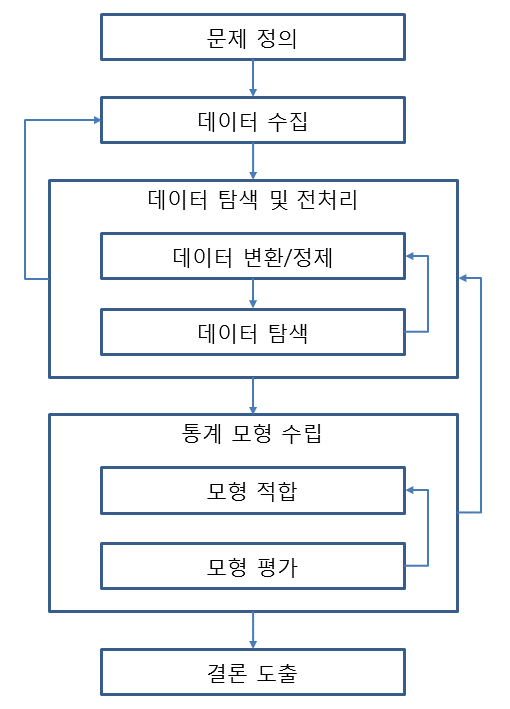 문제 정의
데이터 수집
데이터 탐색 및 전처리
데이터 변환/정제
데이터 탐색
통계 모형 수립
모형 적합
모형 평가
결론 도출